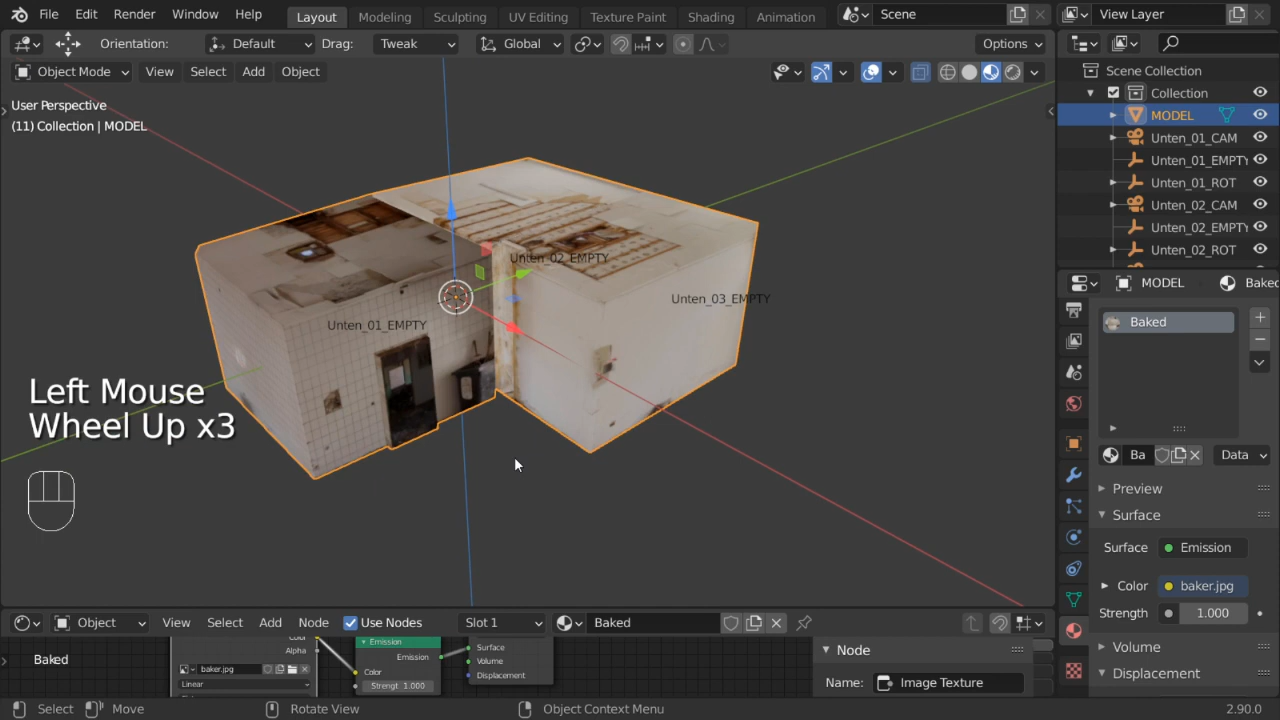 File Edit Render Window Help Layout Modeling Sculpting UV Editing Texture Paint Shading Animation Scene View Layer
Orientation: Default Drag: Tweak Global Options
Object Mode View Select Add Object
User Perspective
(11) Collection | MODEL
Scene Collection
Collection
MODEL
Unten_01_CAM
Unten_01_EMPTY
Unten_01_ROT
Unten_02_CAM
Unten_02_EMPTY
Unten_02_ROT
Unten_02_EMPTY
Unten_03_EMPTY
Unten_01_EMPTY
Left Mouse
Wheel Up x3
MODEL Baked
Baked
Ba Data
Preview
Surface
Surface Emission
Color baker.jpg
Strength 1.000
Volume
Displacement
Object View Select Add Node Use Nodes Slot 1 Baked
Baked
Color
Alpha
baker.jpg
Linear
Emission
Emission
Color
Strengt 1.000
Surface
Volume
Displacement
Node
Name: Image Texture
Select Move Rotate View Object Context Menu 2.90.0